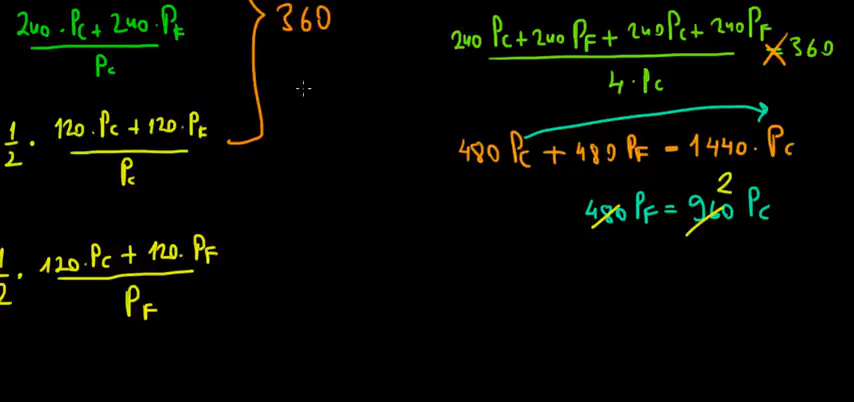 240 · Pc + 240 · PF
Pc
360
1/2 · 120 · Pc + 120 · PF
Pc
1/2 · 120 · Pc + 120 · PF
PF
240 Pc + 240 PF + 240 Pc + 240 PF = 360
4 · Pc
480 Pc + 480 PF = 1440 · Pc
2
480 PF = 960 Pc